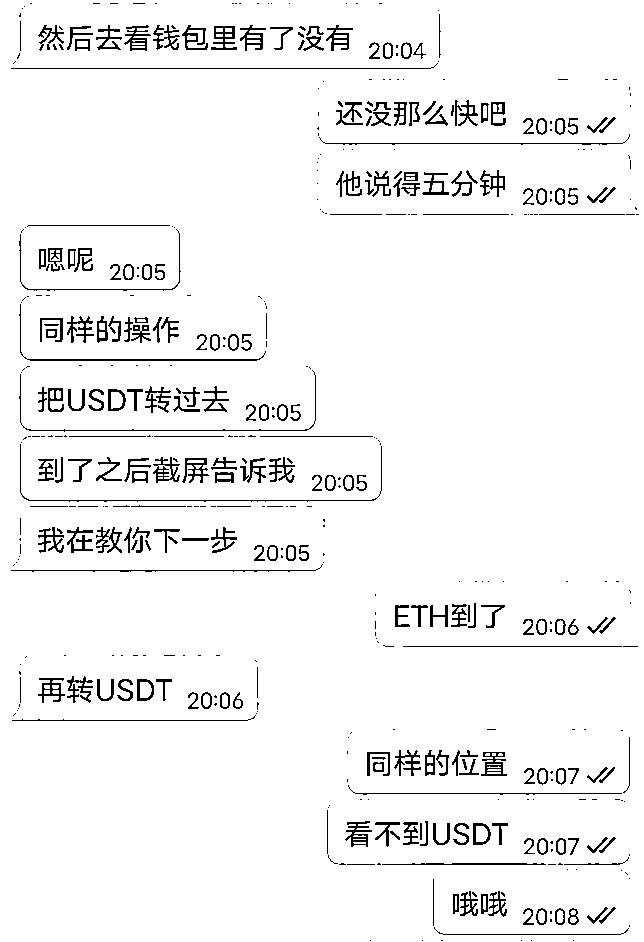 然后去看钱包里有了没有 20:04
还没那么快吧 20:05
他说得五分钟 20:05
嗯呢 20:05
同样的操作 20:05
把USDT转过去 20:05
到了之后截屏告诉我 20:05
我在教你下一步 20:05
ETH到了 20:06
再转USDT 20:06
同样的位置 20:07
看不到USDT 20:07
哦哦 20:08